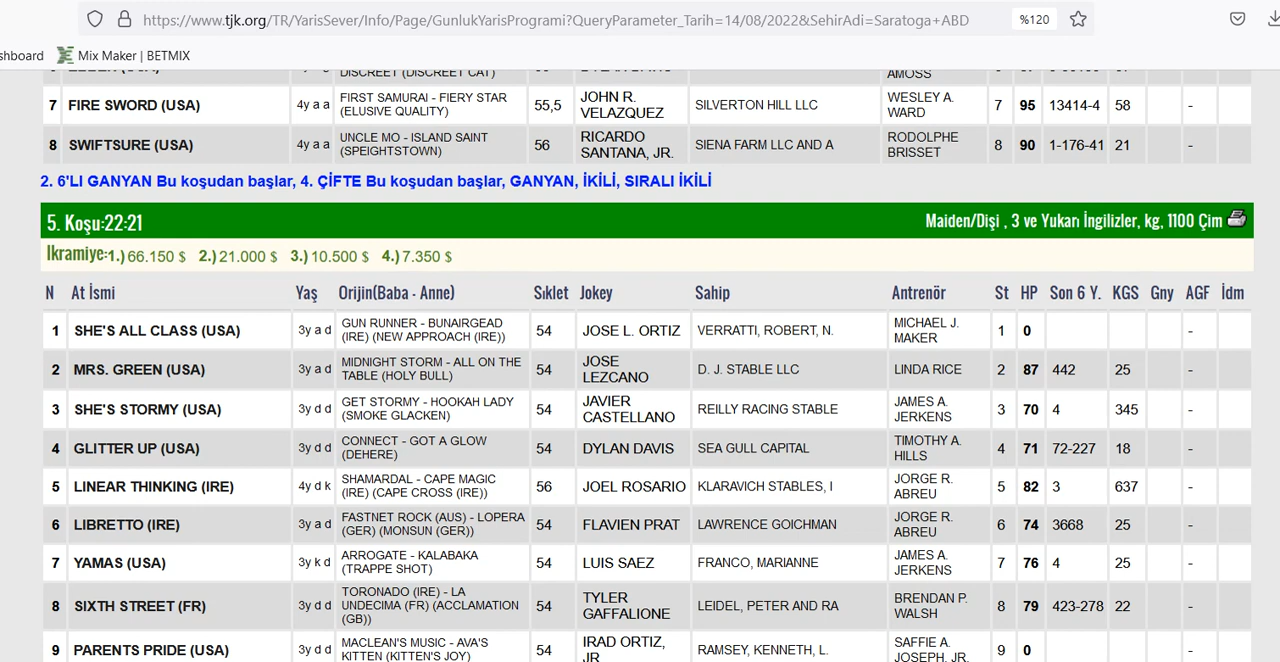 https://www.tjk.org/TR/YarisSever/Info/Page/GunlukYarisProgrami?QueryParameter_Tarih=14/08/2022&SehirAdi=Saratoga+ABD %120
shboard Mix Maker | BETMIX
DISCREET (DISCREET CAT) AMOSS
7 FIRE SWORD (USA) 4y a a FIRST SAMURAI - FIERY STAR (ELUSIVE QUALITY) 55,5 JOHN R. VELAZQUEZ SILVERTON HILL LLC WESLEY A. WARD 7 95 13414-4 58 -
8 SWIFTSURE (USA) 4y a a UNCLE MO - ISLAND SAINT (SPEIGHTSTOWN) 56 RICARDO SANTANA, JR. SIENA FARM LLC AND A RODOLPHE BRISSET 8 90 1-176-41 21 -
2. 6'LI GANYAN Bu koşudan başlar, 4. ÇİFTE Bu koşudan başlar, GANYAN, İKİLİ, SIRALI İKİLİ
5. Koşu:22:21 Maiden/Dişi , 3 ve Yukarı İngilizler, kg, 1100 Çim
Ikramiye:1.) 66.150 $ 2.) 21.000 $ 3.) 10.500 $ 4.) 7.350 $
N At İsmi Yaş Orijin(Baba - Anne) Sıklet Jokey Sahip Antrenör St HP Son 6 Y. KGS Gny AGF İdm
1 SHE'S ALL CLASS (USA) 3y a d GUN RUNNER - BUNAIRGEAD (IRE) (NEW APPROACH (IRE)) 54 JOSE L. ORTIZ VERRATTI, ROBERT, N. MICHAEL J. MAKER 1 0 -
2 MRS. GREEN (USA) 3y a d MIDNIGHT STORM - ALL ON THE TABLE (HOLY BULL) 54 JOSE LEZCANO D. J. STABLE LLC LINDA RICE 2 87 442 25 -
3 SHE'S STORMY (USA) 3y d d GET STORMY - HOOKAH LADY (SMOKE GLACKEN) 54 JAVIER CASTELLANO REILLY RACING STABLE JAMES A. JERKENS 3 70 4 345 -
4 GLITTER UP (USA) 3y d d CONNECT - GOT A GLOW (DEHERE) 54 DYLAN DAVIS SEA GULL CAPITAL TIMOTHY A. HILLS 4 71 72-227 18 -
5 LINEAR THINKING (IRE) 4y d k SHAMARDAL - CAPE MAGIC (IRE) (CAPE CROSS (IRE)) 56 JOEL ROSARIO KLARAVICH STABLES, I JORGE R. ABREU 5 82 3 637 -
6 LIBRETTO (IRE) 3y a d FASTNET ROCK (AUS) - LOPERA (GER) (MONSUN (GER)) 54 FLAVIEN PRAT LAWRENCE GOICHMAN JORGE R. ABREU 6 74 3668 25 -
7 YAMAS (USA) 3y k d ARROGATE - KALABAKA (TRAPPE SHOT) 54 LUIS SAEZ FRANCO, MARIANNE JAMES A. JERKENS 7 76 4 25 -
8 SIXTH STREET (FR) 3y d d TORONADO (IRE) - LA UNDECIMA (FR) (ACCLAMATION (GB)) 54 TYLER GAFFALIONE LEIDEL, PETER AND RA BRENDAN P. WALSH 8 79 423-278 22 -
9 PARENTS PRIDE (USA) 3y d d MACLEAN'S MUSIC - AVA'S KITTEN (KITTEN'S JOY) 54 IRAD ORTIZ, JR. RAMSEY, KENNETH, L. SAFFIE A. JOSEPH, JR. 9 0 -